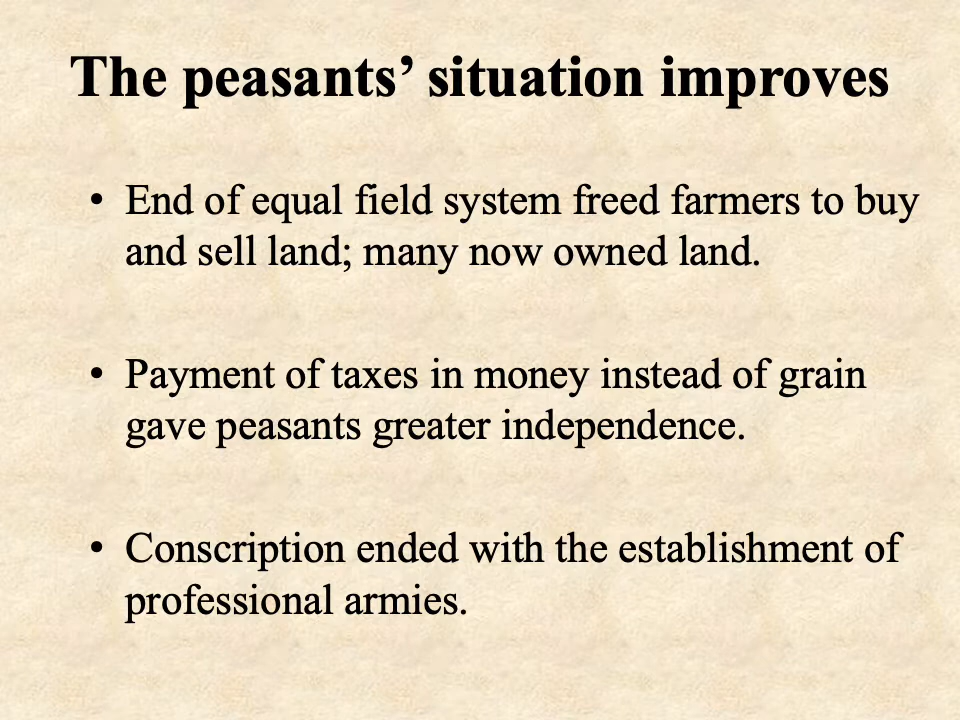 The peasants’ situation improves
• End of equal field system freed farmers to buy
and sell land; many now owned land.
• Payment of taxes in money instead of grain
gave peasants greater independence.
• Conscription ended with the establishment of
professional armies.